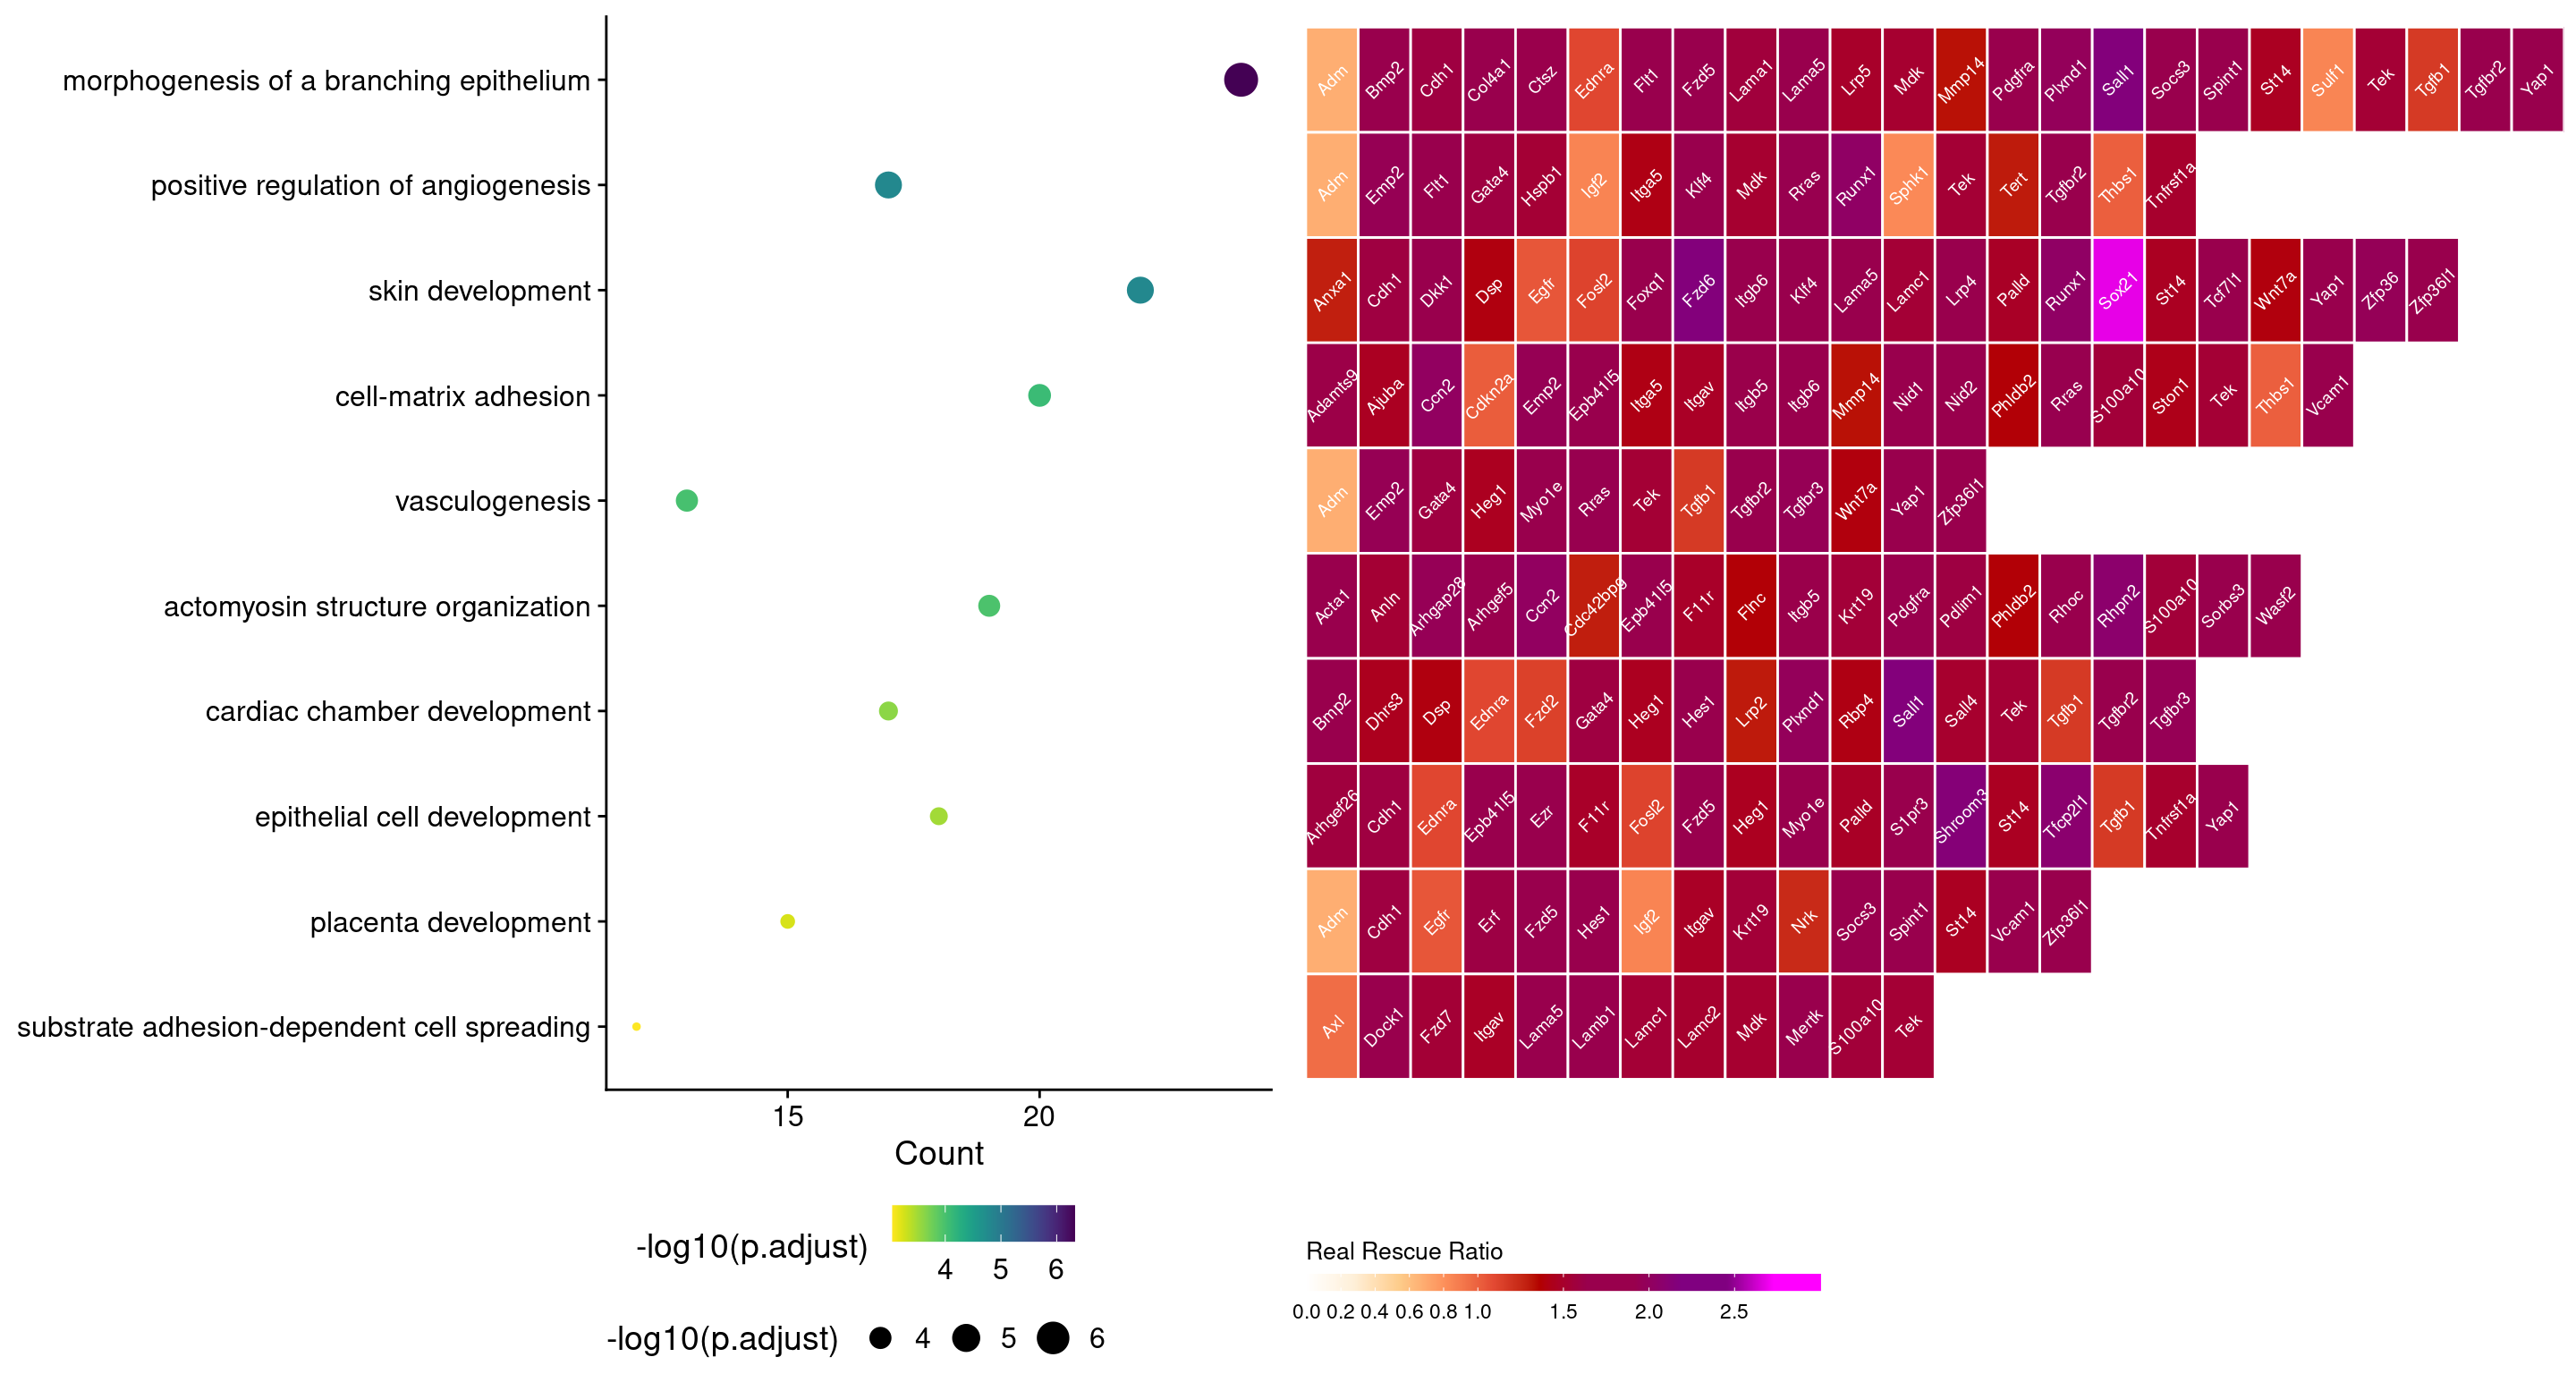 morphogenesis of a branching epithelium
Adm Bmp2 Cdh1 Col4a1 Ctsz Ednra Flt1 Fzd5 Lama1 Lama5 Lrp5 Mdk Mmp14 Pdgfra Plxnd1 Sall1 Socs3 Spint1 St14 Sulf1 Tek Tgfb1 Tgfbr2 Yap1
positive regulation of angiogenesis
Adm Emp2 Flt1 Gata4 Hspb1 Igf2 Itga5 Klf4 Mdk Rras Runx1 Sphk1 Tek Tert Tgfbr2 Thbs1 Tnfrsf1a
skin development
Anxa1 Cdh1 Dkk1 Dsp Egfr Fosl2 Foxq1 Fzd6 Itgb6 Klf4 Lama5 Lamc1 Lrp4 Palld Runx1 Sox21 St14 Tcf7l1 Wnt7a Yap1 Zfp36 Zfp36l1
cell-matrix adhesion
Adamts9 Ajuba Ccn2 Cdkn2a Emp2 Epb41l5 Itga5 Itgav Itgb5 Itgb6 Mmp14 Nid1 Nid2 Phldb2 Rras S100a10 Ston1 Tek Thbs1 Vcam1
vasculogenesis
Adm Emp2 Gata4 Heg1 Myo1e Rras Tek Tgfb1 Tgfbr2 Tgfbr3 Wnt7a Yap1 Zfp36l1
actomyosin structure organization
Acta1 Anln Arhgap28 Arhgef5 Ccn2 Cdc42bpg Epb41l5 F11r Flnc Itgb5 Krt19 Pdgfra Pdlim1 Phldb2 Rhoc Rhpn2 S100a10 Sorbs3 Wasf2
cardiac chamber development
Bmp2 Dhrs3 Dsp Ednra Fzd2 Gata4 Heg1 Hes1 Lrp2 Plxnd1 Rbp4 Sall1 Sall4 Tek Tgfb1 Tgfbr2 Tgfbr3
epithelial cell development
Arhgef26 Cdh1 Ednra Epb41l5 Ezr F11r Fosl2 Fzd5 Heg1 Myo1e Palld S1pr3 Shroom3 St14 Tfcp2l1 Tgfb1 Tnfrsf1a Yap1
placenta development
Adm Cdh1 Egfr Erf Fzd5 Hes1 Igf2 Itgav Krt19 Nrk Socs3 Spint1 St14 Vcam1 Zfp36l1
substrate adhesion-dependent cell spreading
Axl Dock1 Fzd7 Itgav Lama5 Lamb1 Lamc1 Lamc2 Mdk Mertk S100a10 Tek
15 20
Count
-log10(p.adjust)
4 5 6
-log10(p.adjust) 4 5 6
Real Rescue Ratio
0.0 0.2 0.4 0.6 0.8 1.0 1.5 2.0 2.5